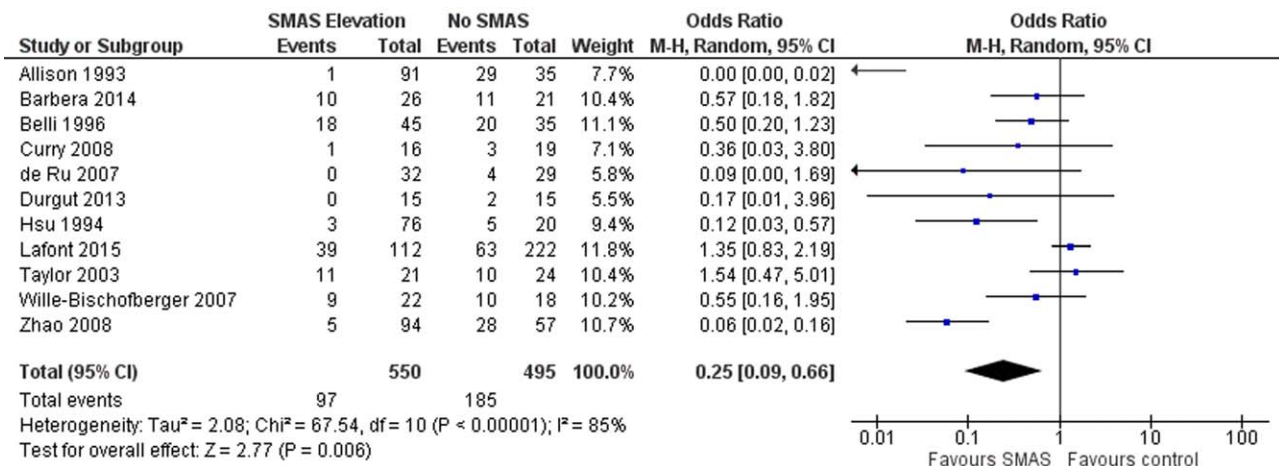 SMAS Elevation No SMAS Odds Ratio Odds Ratio
Study or Subgroup Events Total Events Total Weight M-H, Random, 95% CI M-H, Random, 95% CI
Allison 1993 1 91 29 35 7.7% 0.00 [0.00, 0.02]
Barbera 2014 10 26 11 21 10.4% 0.57 [0.18, 1.82]
Belli 1996 18 45 20 35 11.1% 0.50 [0.20, 1.23]
Curry 2008 1 16 3 19 7.1% 0.36 [0.03, 3.80]
de Ru 2007 0 32 4 29 5.8% 0.09 [0.00, 1.69]
Durgut 2013 0 15 2 15 5.5% 0.17 [0.01, 3.96]
Hsu 1994 3 76 5 20 9.4% 0.12 [0.03, 0.57]
Lafont 2015 39 112 63 222 11.8% 1.35 [0.83, 2.19]
Taylor 2003 11 21 10 24 10.4% 1.54 [0.47, 5.01]
Wille-Bischofberger 2007 9 22 10 18 10.2% 0.55 [0.16, 1.95]
Zhao 2008 5 94 28 57 10.7% 0.06 [0.02, 0.16]
Total (95% CI) 550 495 100.0% 0.25 [0.09, 0.66]
Total events 97 185
Heterogeneity: Tau² = 2.08; Chi² = 67.54, df = 10 (P < 0.00001); I² = 85%
Test for overall effect: Z = 2.77 (P = 0.006)
0.01 0.1 1 10 100
Favours SMAS Favours control